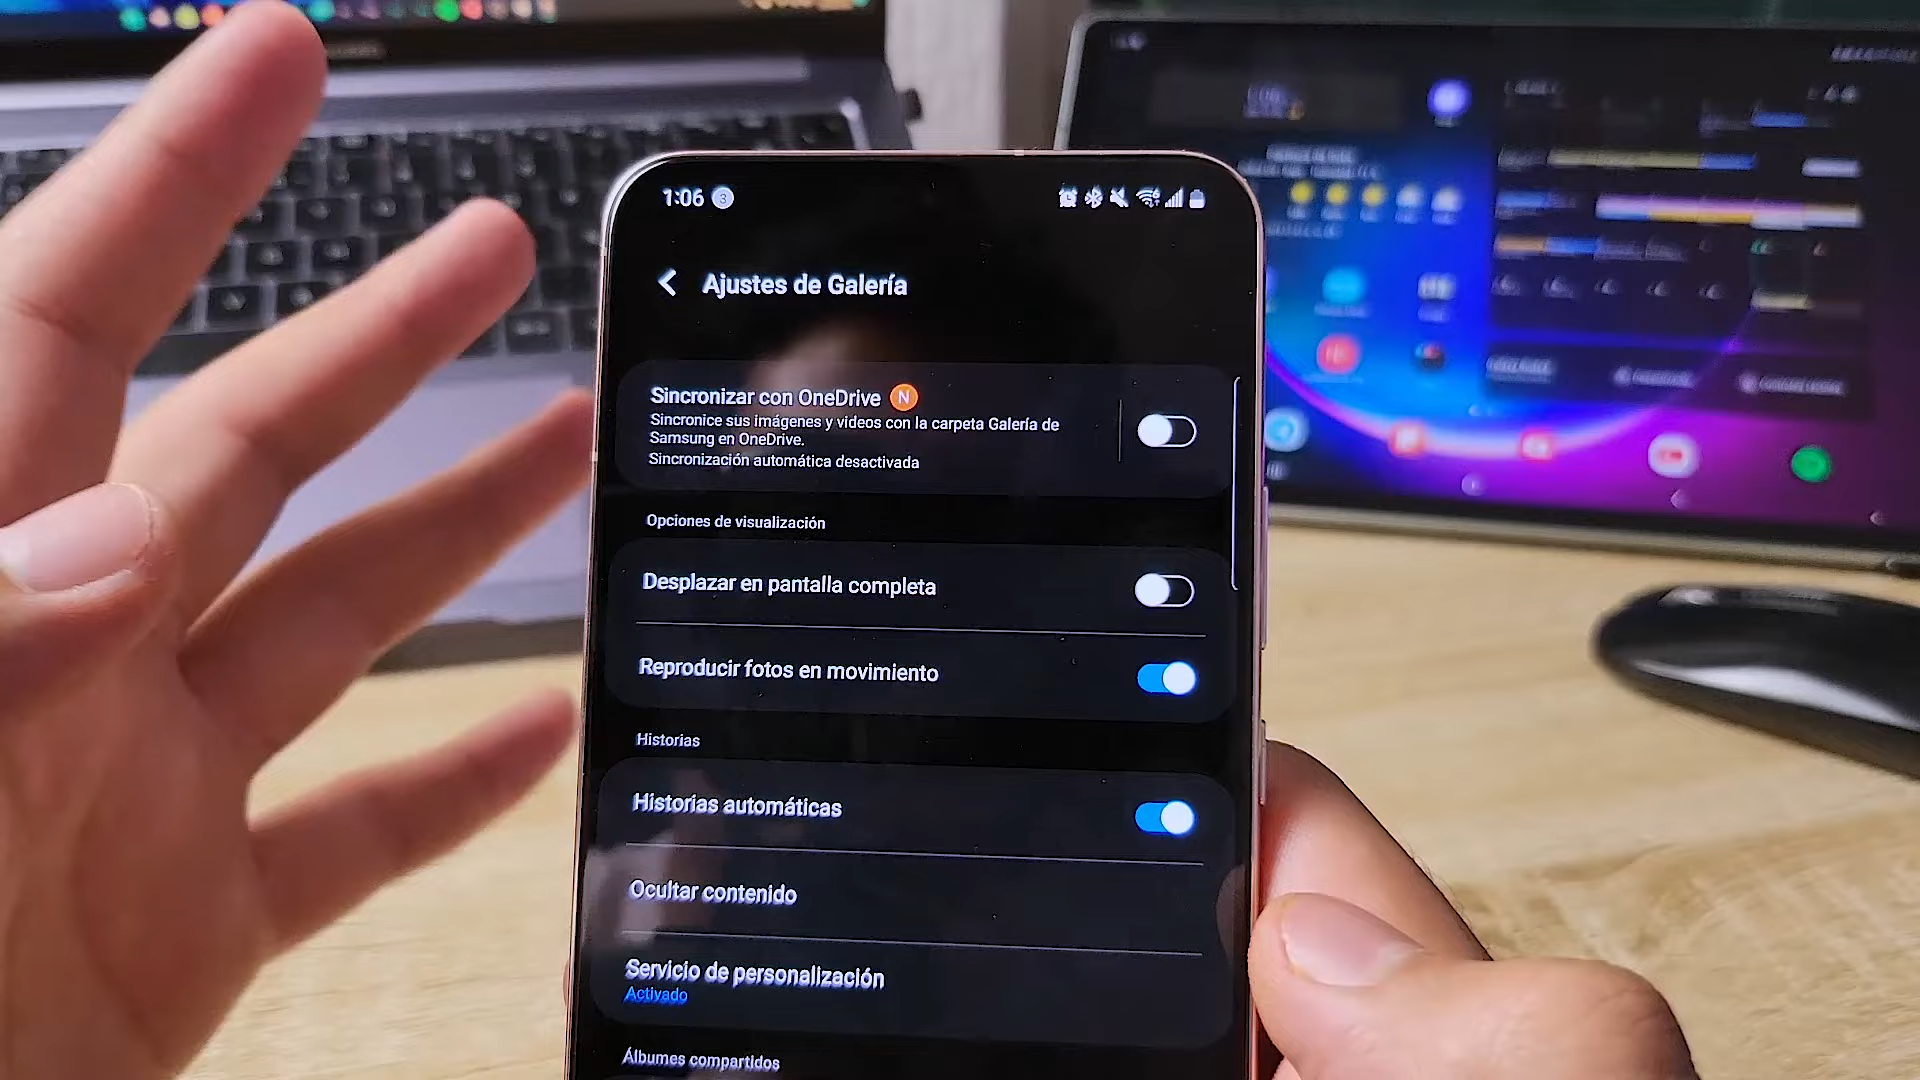 1:06 3
Ajustes de Galería
Sincronizar con OneDrive N
Sincronice sus imágenes y videos con la carpeta Galería de
Samsung en OneDrive.
Sincronización automática desactivada
Opciones de visualización
Desplazar en pantalla completa
Reproducir fotos en movimiento
Historias
Historias automáticas
Ocultar contenido
Servicio de personalización
Activado
Álbumes compartidos